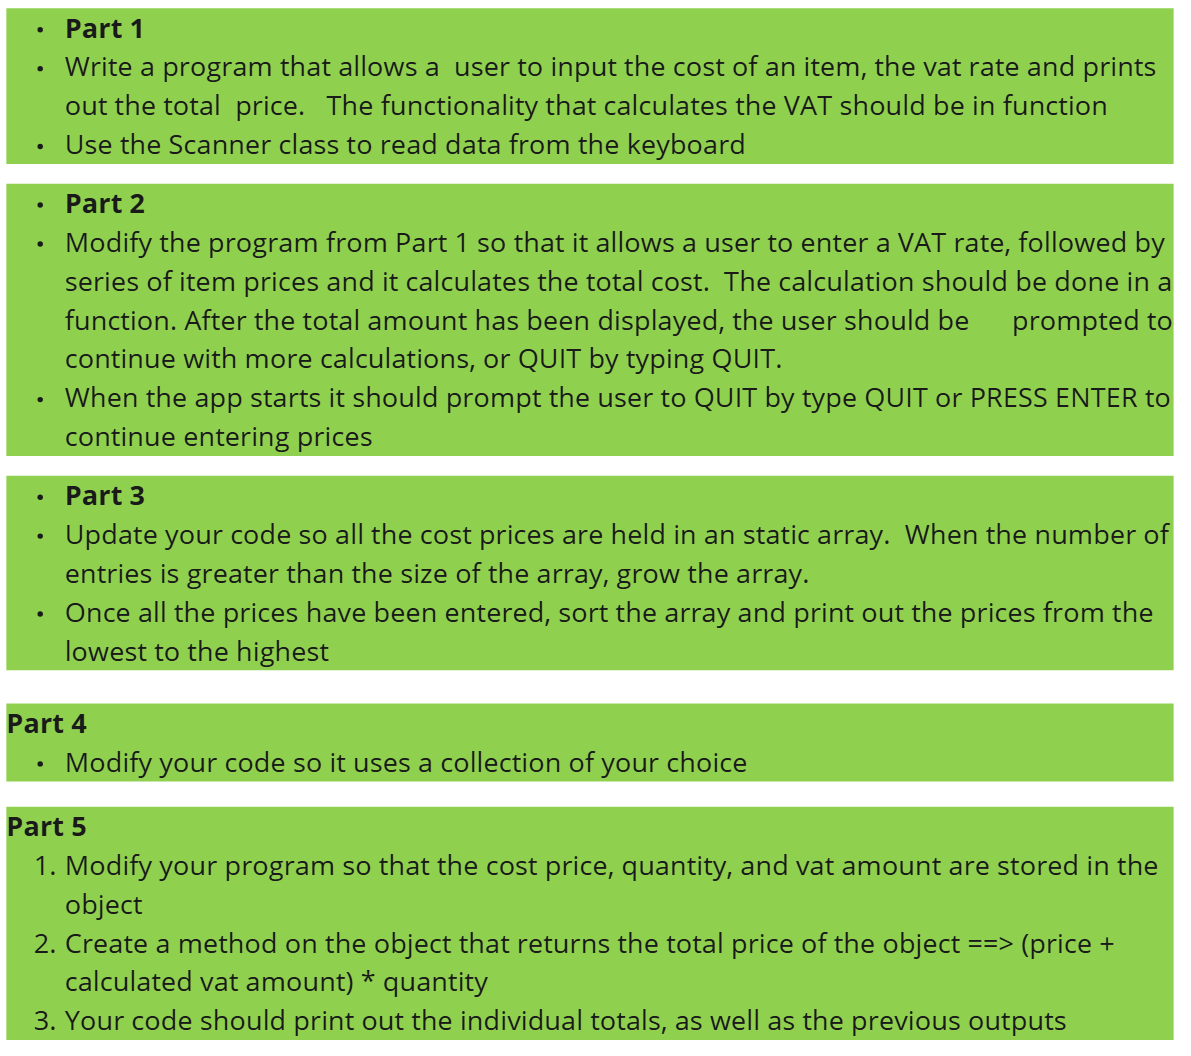 • Part 1
• Write a program that allows a  user to input the cost of an item, the vat rate and prints
out the total  price.   The functionality that calculates the VAT should be in function
• Use the Scanner class to read data from the keyboard
• Part 2
• Modify the program from Part 1 so that it allows a user to enter a VAT rate, followed by
series of item prices and it calculates the total cost.  The calculation should be done in a
function. After the total amount has been displayed, the user should be      prompted to
continue with more calculations, or QUIT by typing QUIT.
• When the app starts it should prompt the user to QUIT by type QUIT or PRESS ENTER to
continue entering prices
• Part 3
• Update your code so all the cost prices are held in an static array.  When the number of
entries is greater than the size of the array, grow the array.
• Once all the prices have been entered, sort the array and print out the prices from the
lowest to the highest
Part 4
• Modify your code so it uses a collection of your choice
Part 5
1. Modify your program so that the cost price, quantity, and vat amount are stored in the
object
2. Create a method on the object that returns the total price of the object ==> (price +
calculated vat amount) * quantity
3. Your code should print out the individual totals, as well as the previous outputs